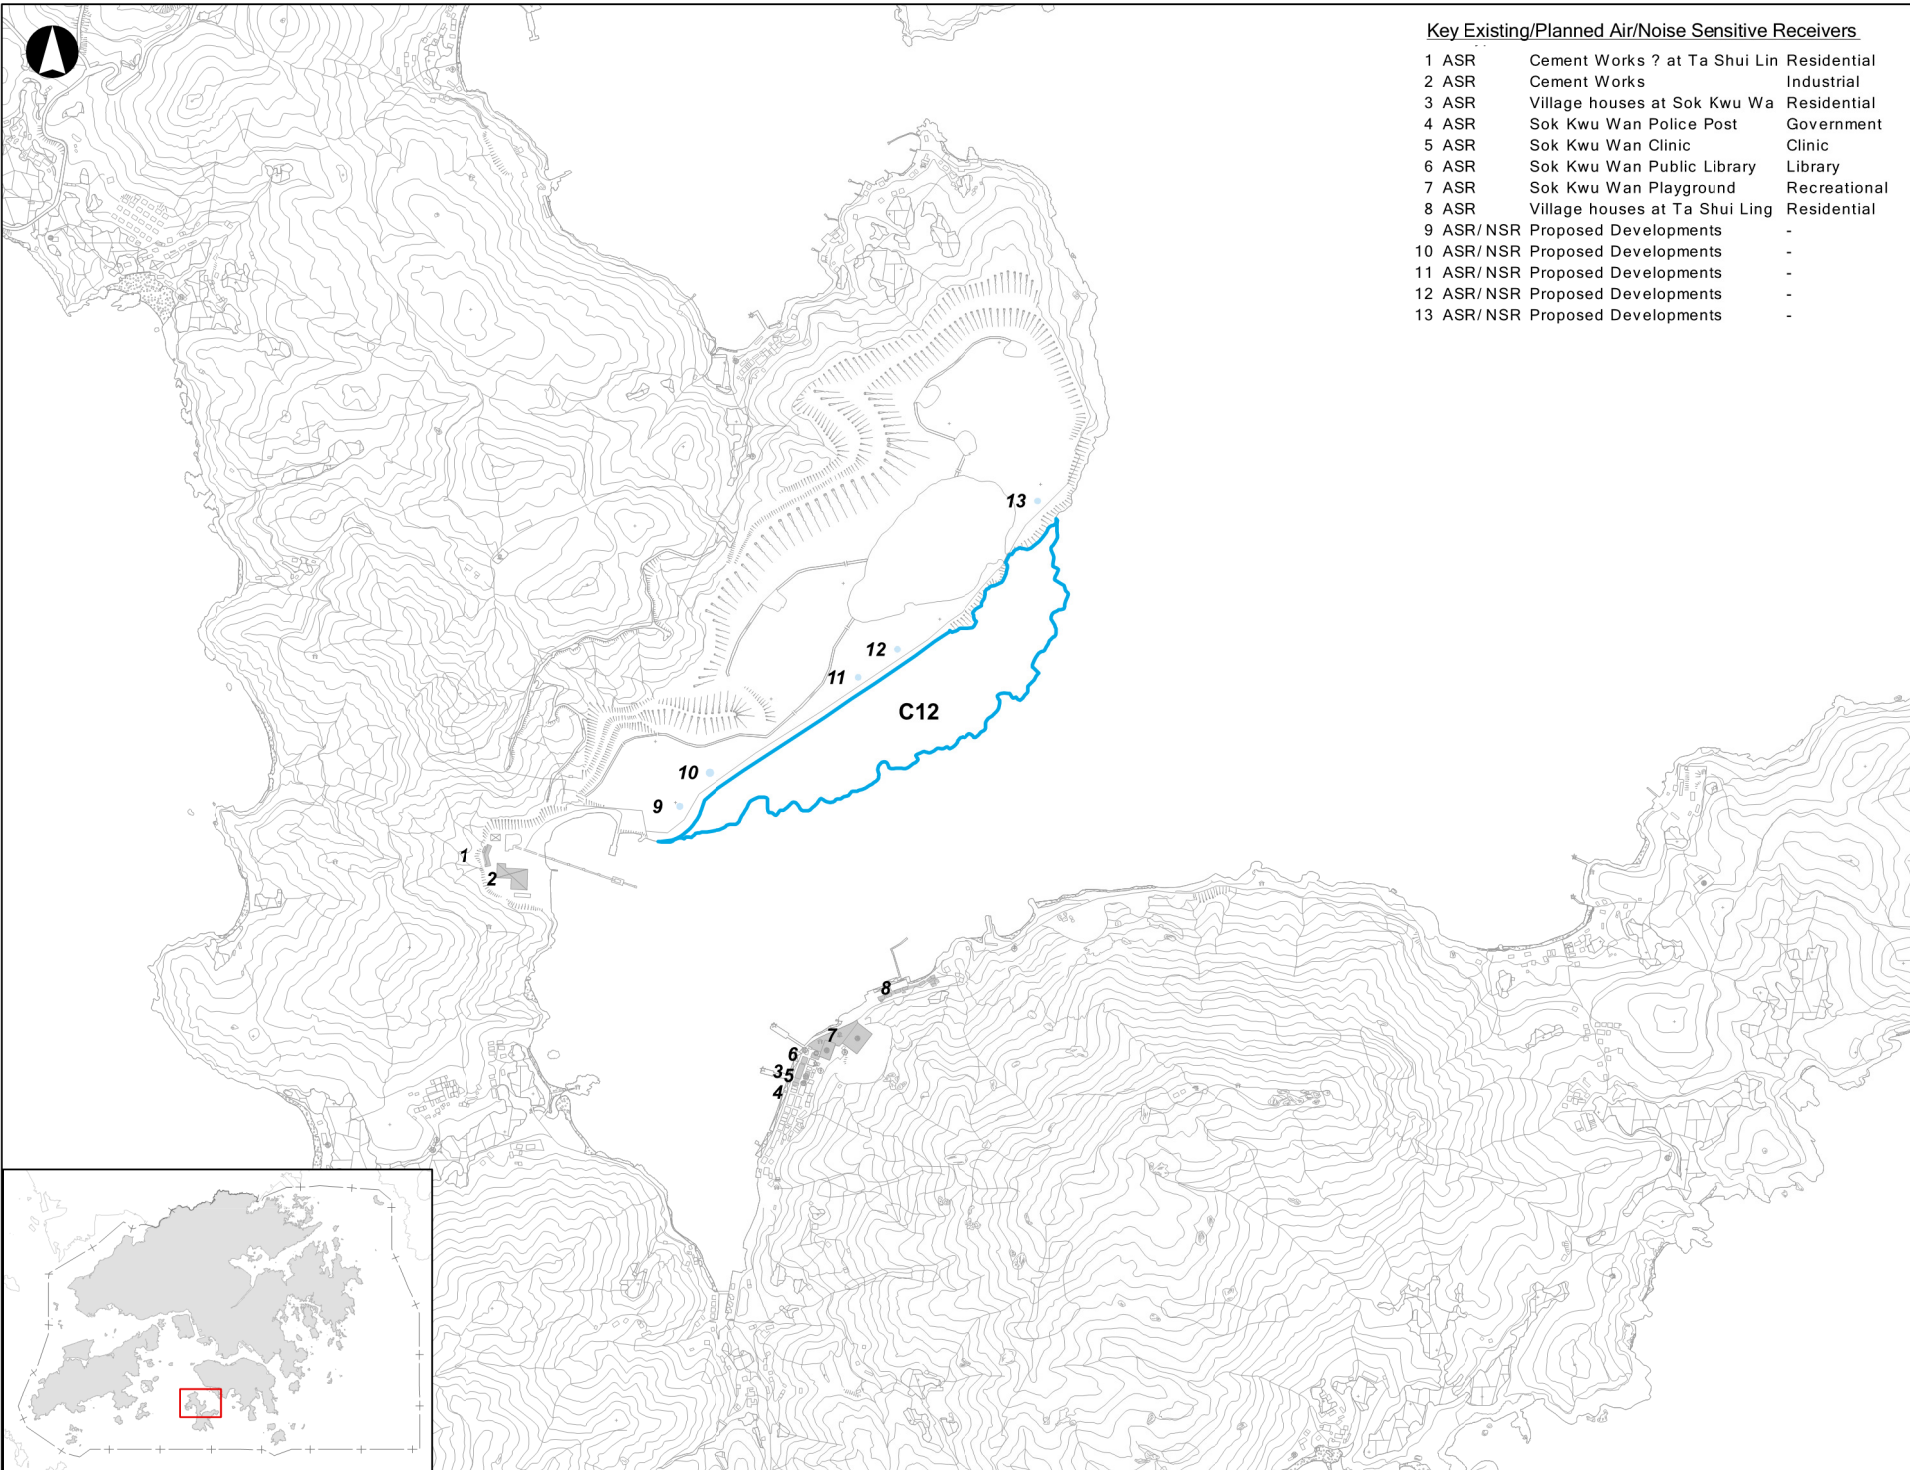 Key Existing/Planned Air/Noise Sensitive Receivers
1 ASR Cement Works ? at Ta Shui Lin Residential
2 ASR Cement Works Industrial
3 ASR Village houses at Sok Kwu Wa Residential
4 ASR Sok Kwu Wan Police Post Government
5 ASR Sok Kwu Wan Clinic Clinic
6 ASR Sok Kwu Wan Public Library Library
7 ASR Sok Kwu Wan Playground Recreational
8 ASR Village houses at Ta Shui Ling Residential
9 ASR/NSR Proposed Developments -
10 ASR/NSR Proposed Developments -
11 ASR/NSR Proposed Developments -
12 ASR/NSR Proposed Developments -
13 ASR/NSR Proposed Developments -
13
12
11
C12
10
9
1
2
8
7
6
3
5
4